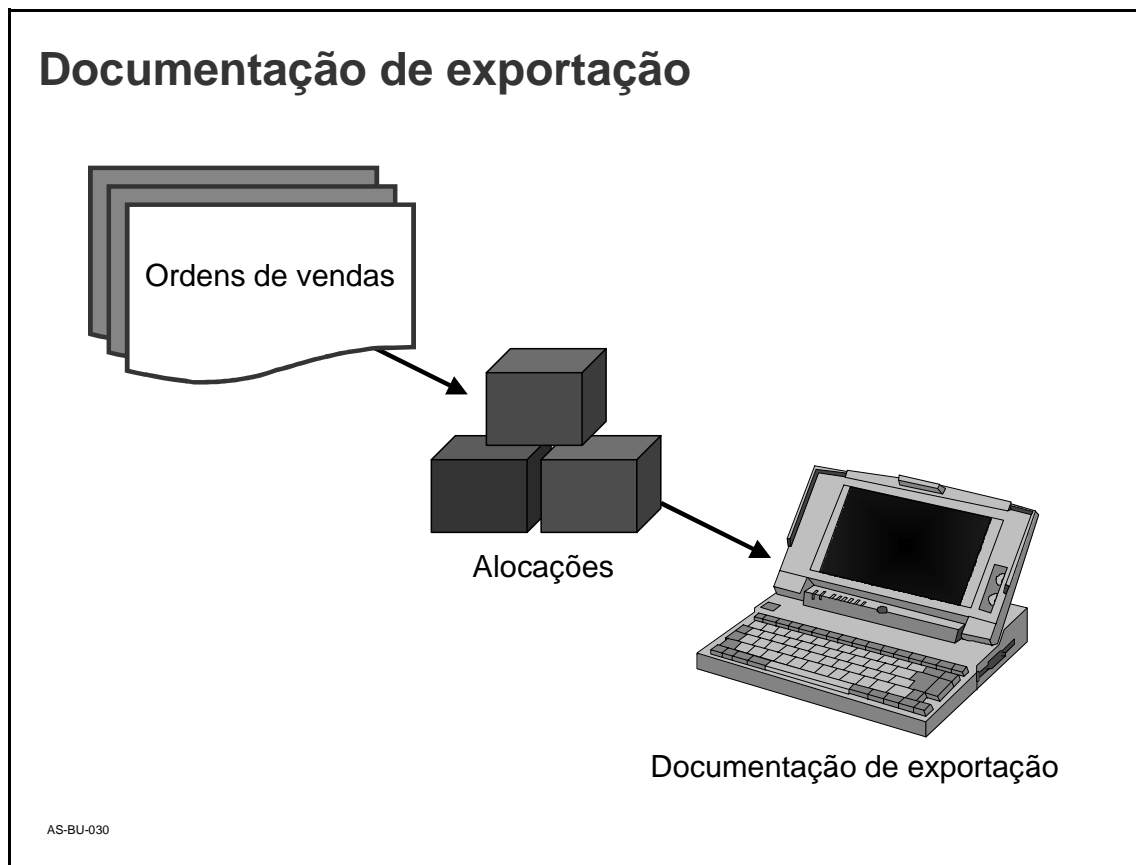 Documentação de exportação
Ordens de vendas
Alocações
Documentação de exportação
AS-BU-030